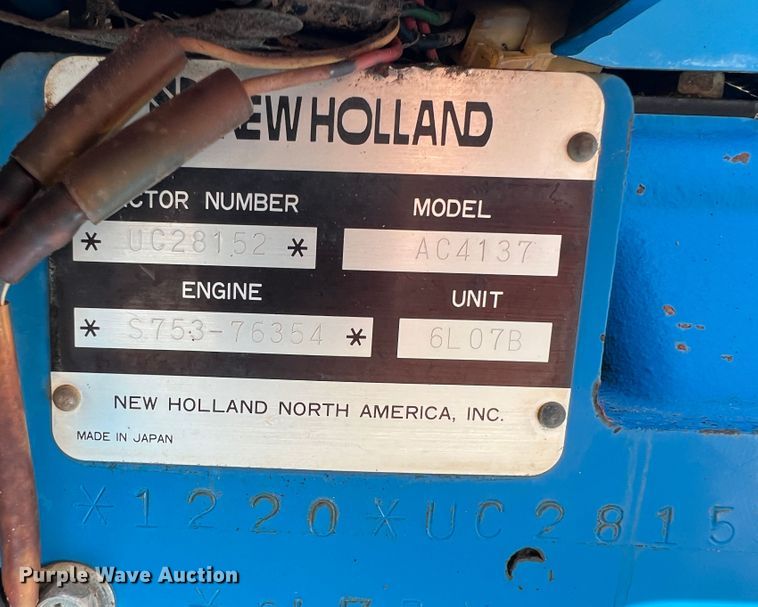 NEW HOLLAND
TRACTOR NUMBER MODEL
* UC28152 * AC4137
ENGINE UNIT
* S753-76354 * 6L07B
NEW HOLLAND NORTH AMERICA, INC.
MADE IN JAPAN
*1220*UC2815
Purple Wave Auction